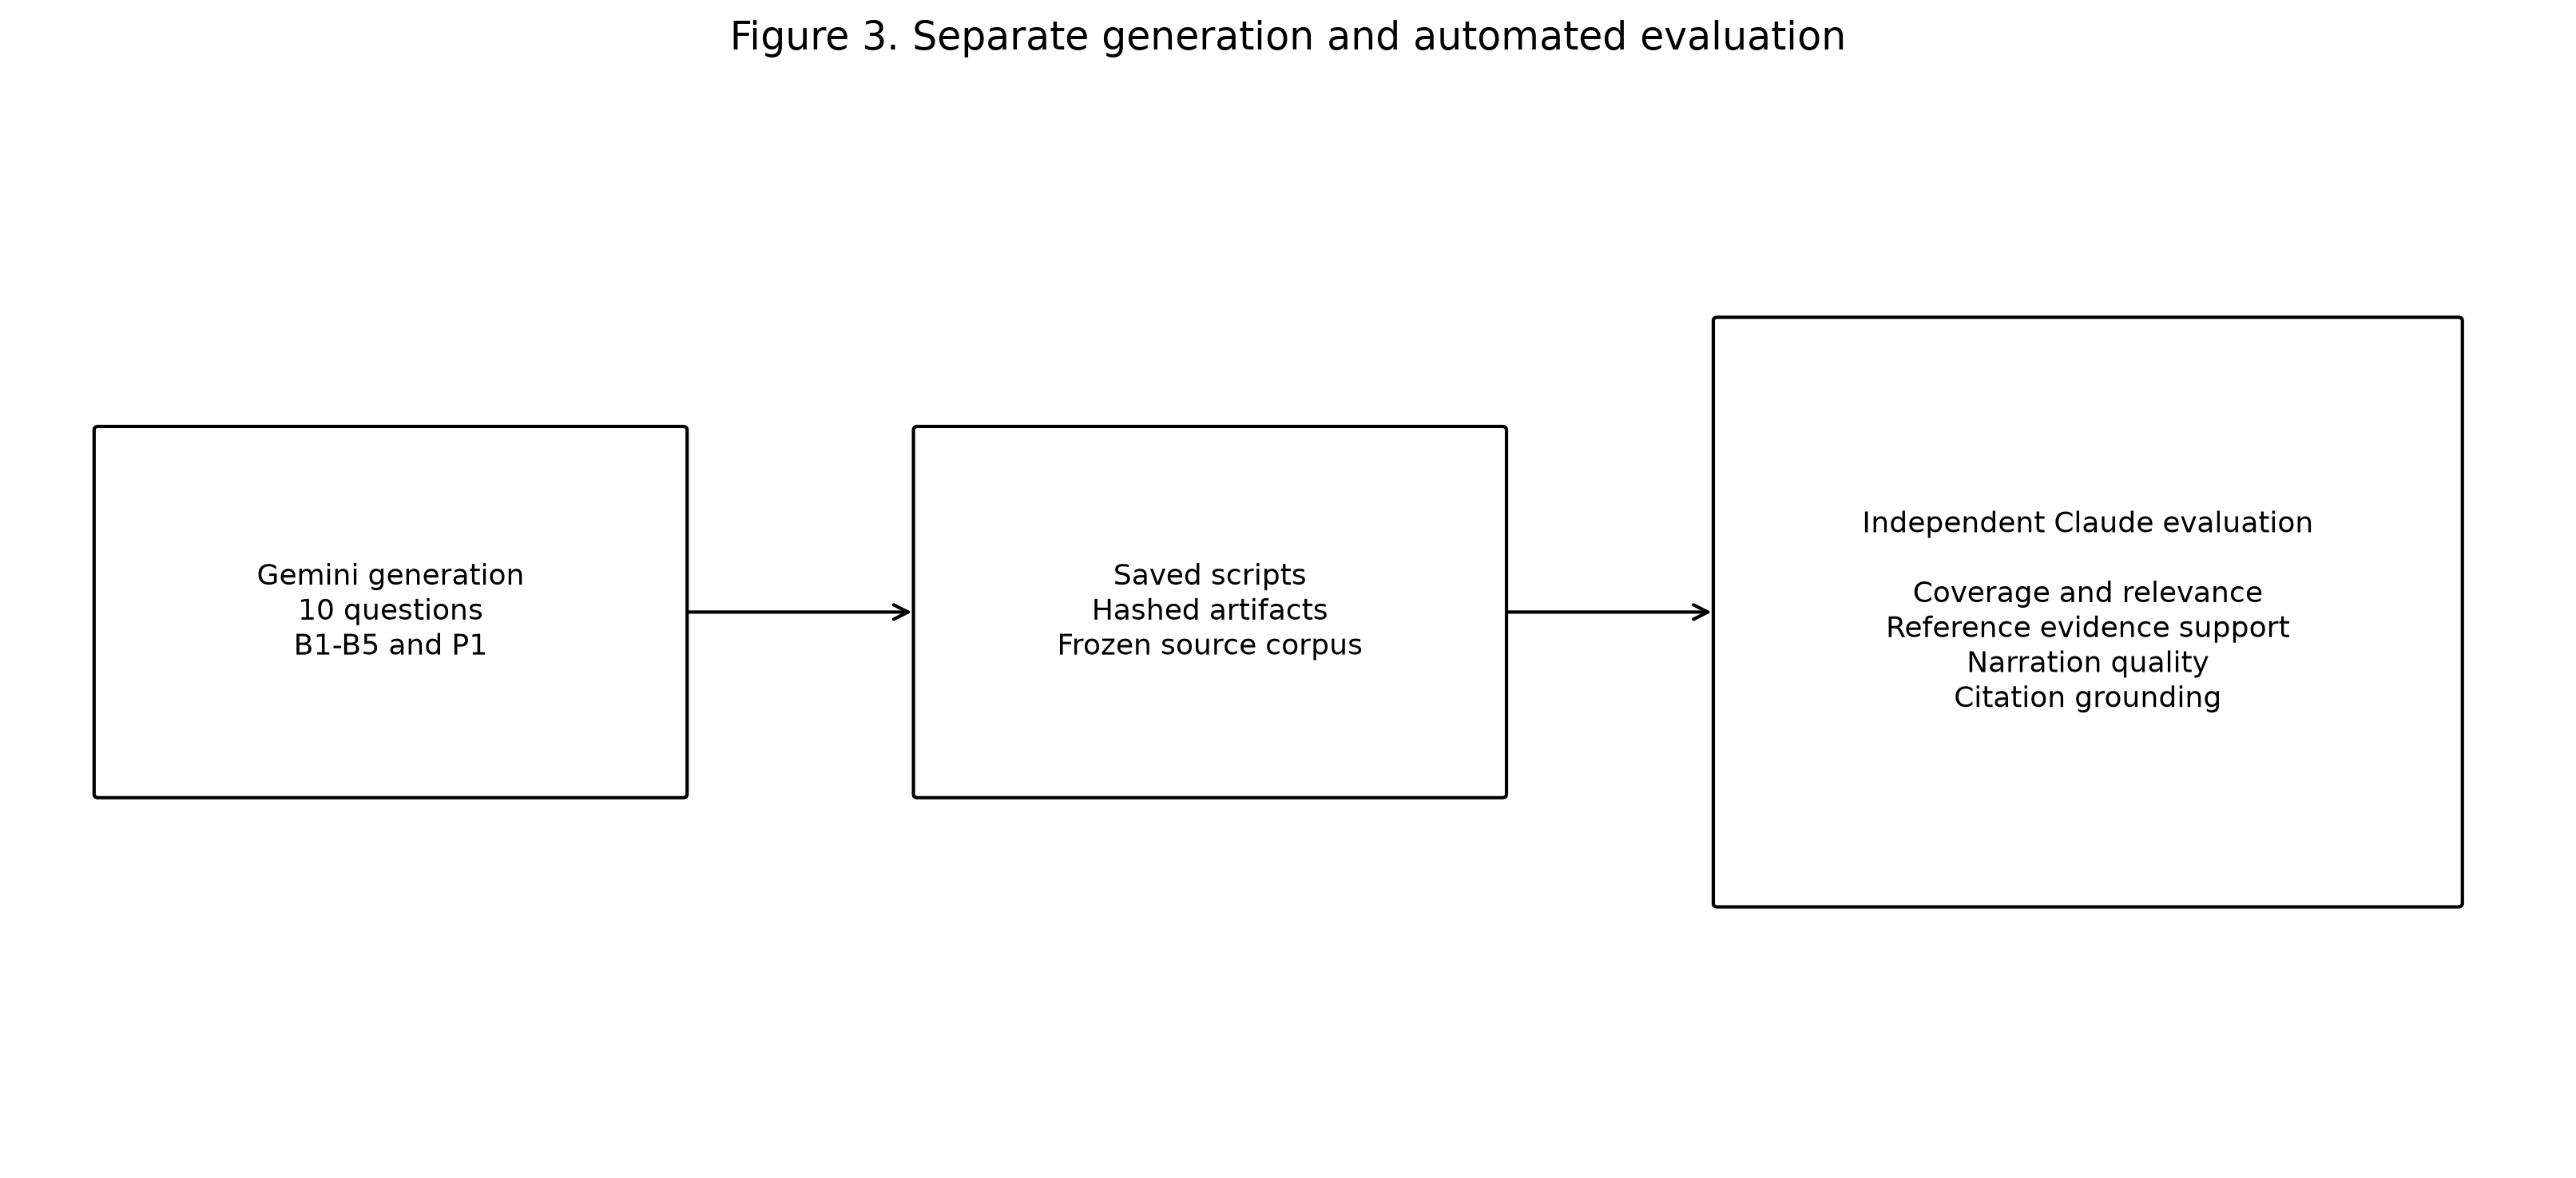 Figure 3. Separate generation and automated evaluation
Gemini generation
10 questions
B1-B5 and P1
Saved scripts
Hashed artifacts
Frozen source corpus
Independent Claude evaluation
Coverage and relevance
Reference evidence support
Narration quality
Citation grounding